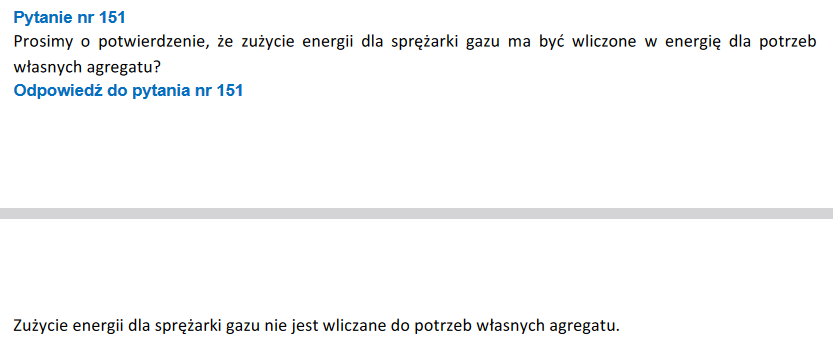 Pytanie nr 151
Prosimy o potwierdzenie, że zużycie energii dla sprężarki gazu ma być wliczone w energię dla potrzeb
własnych agregatu?
Odpowiedź do pytania nr 151
Zużycie energii dla sprężarki gazu nie jest wliczane do potrzeb własnych agregatu.